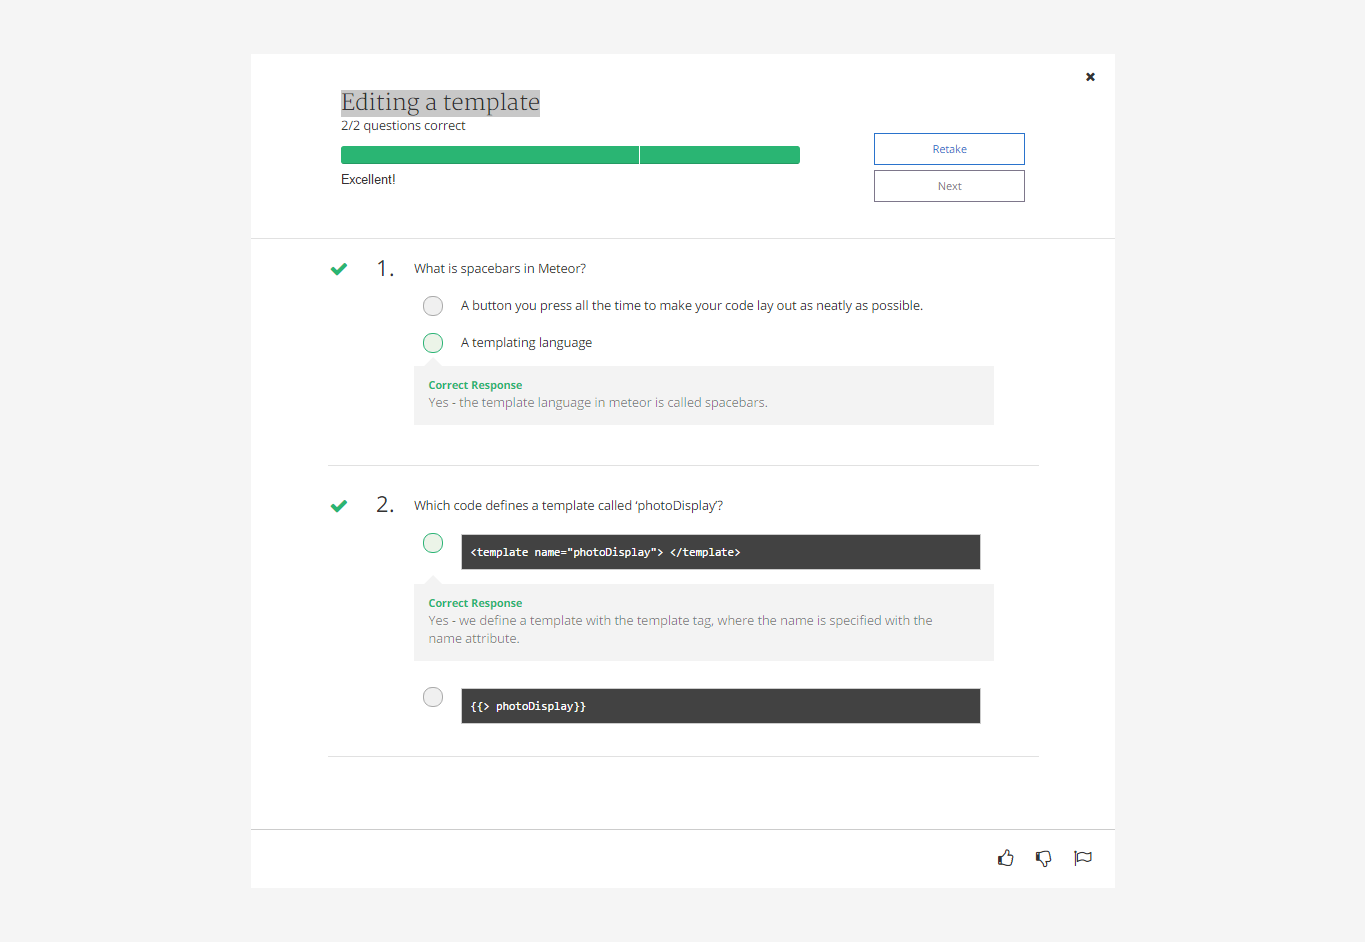 Editing a template
2/2 questions correct
Excellent!
Retake
Next
1. What is spacebars in Meteor?
A button you press all the time to make your code lay out as neatly as possible.
A templating language
Correct Response
Yes - the template language in meteor is called spacebars.
2. Which code defines a template called ‘photoDisplay’?
<template name="photoDisplay"> </template>
Correct Response
Yes - we define a template with the template tag, where the name is specified with the
name attribute.
{{> photoDisplay}}